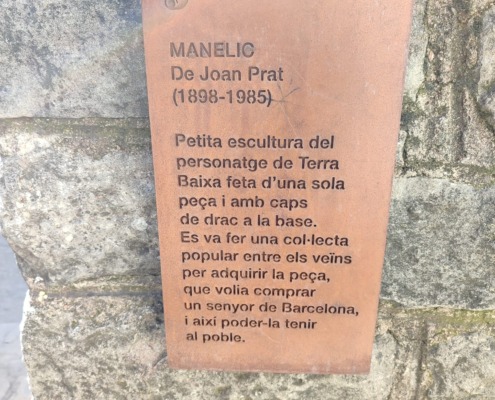 MANELIC
De Joan Prat
(1898-1985)
Petita escultura del
personatge de Terra
Baixa feta d'una sola
peça i amb caps
de drac a la base.
Es va fer una col·lecta
popular entre els veïns
per adquirir la peça,
que volia comprar
un senyor de Barcelona,
i així poder-la tenir
al poble.